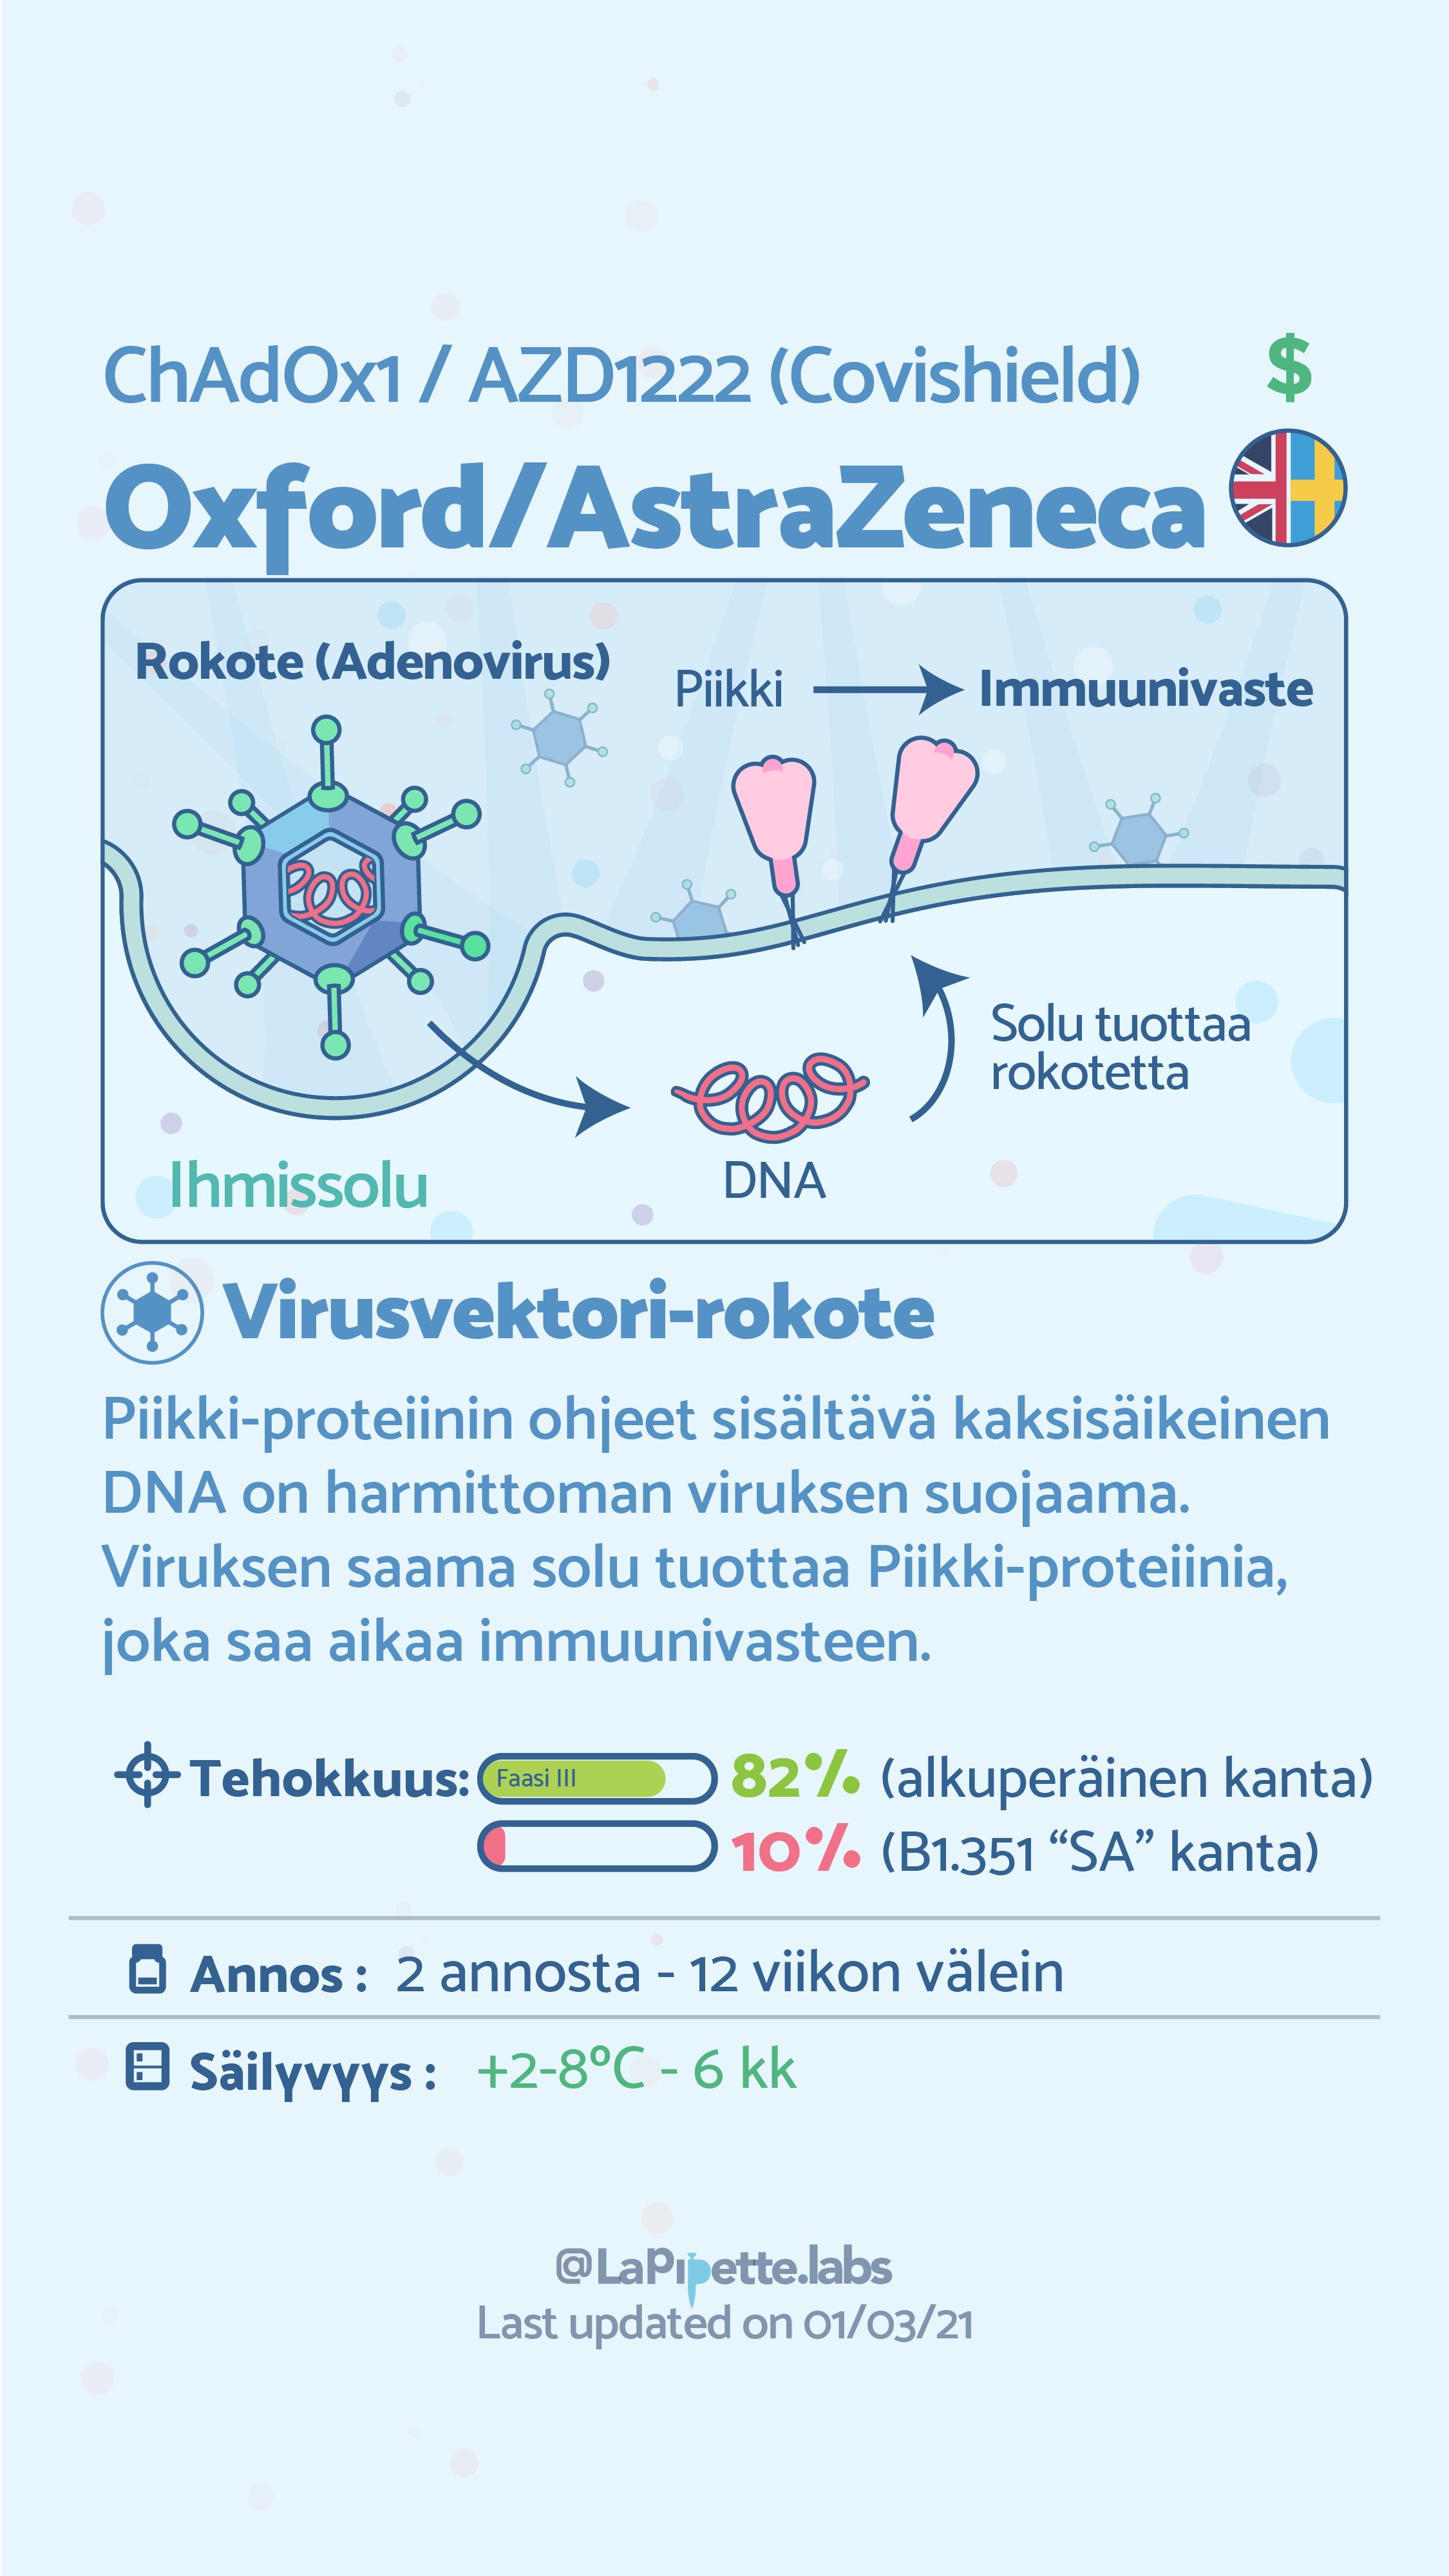 ChAdOx1 / AZD1222 (Covishield) $
Oxford/AstraZeneca
Rokote (Adenovirus)
Piikki Immuunivaste
Solu tuottaa
rokotetta
DNA
Ihmissolu
Virusvektori-rokote
Piikki-proteiinin ohjeet sisältävä kaksisäikeinen
DNA on harmittoman viruksen suojaama.
Viruksen saama solu tuottaa Piikki-proteiinia,
joka saa aikaa immuunivasteen.
Tehokkuus: Faasi III 82% (alkuperäinen kanta)
10% (B1.351 “SA” kanta)
Annos : 2 annosta - 12 viikon välein
Säilyvyys : +2-8°C - 6 kk
@LaPipette.labs
Last updated on 01/03/21